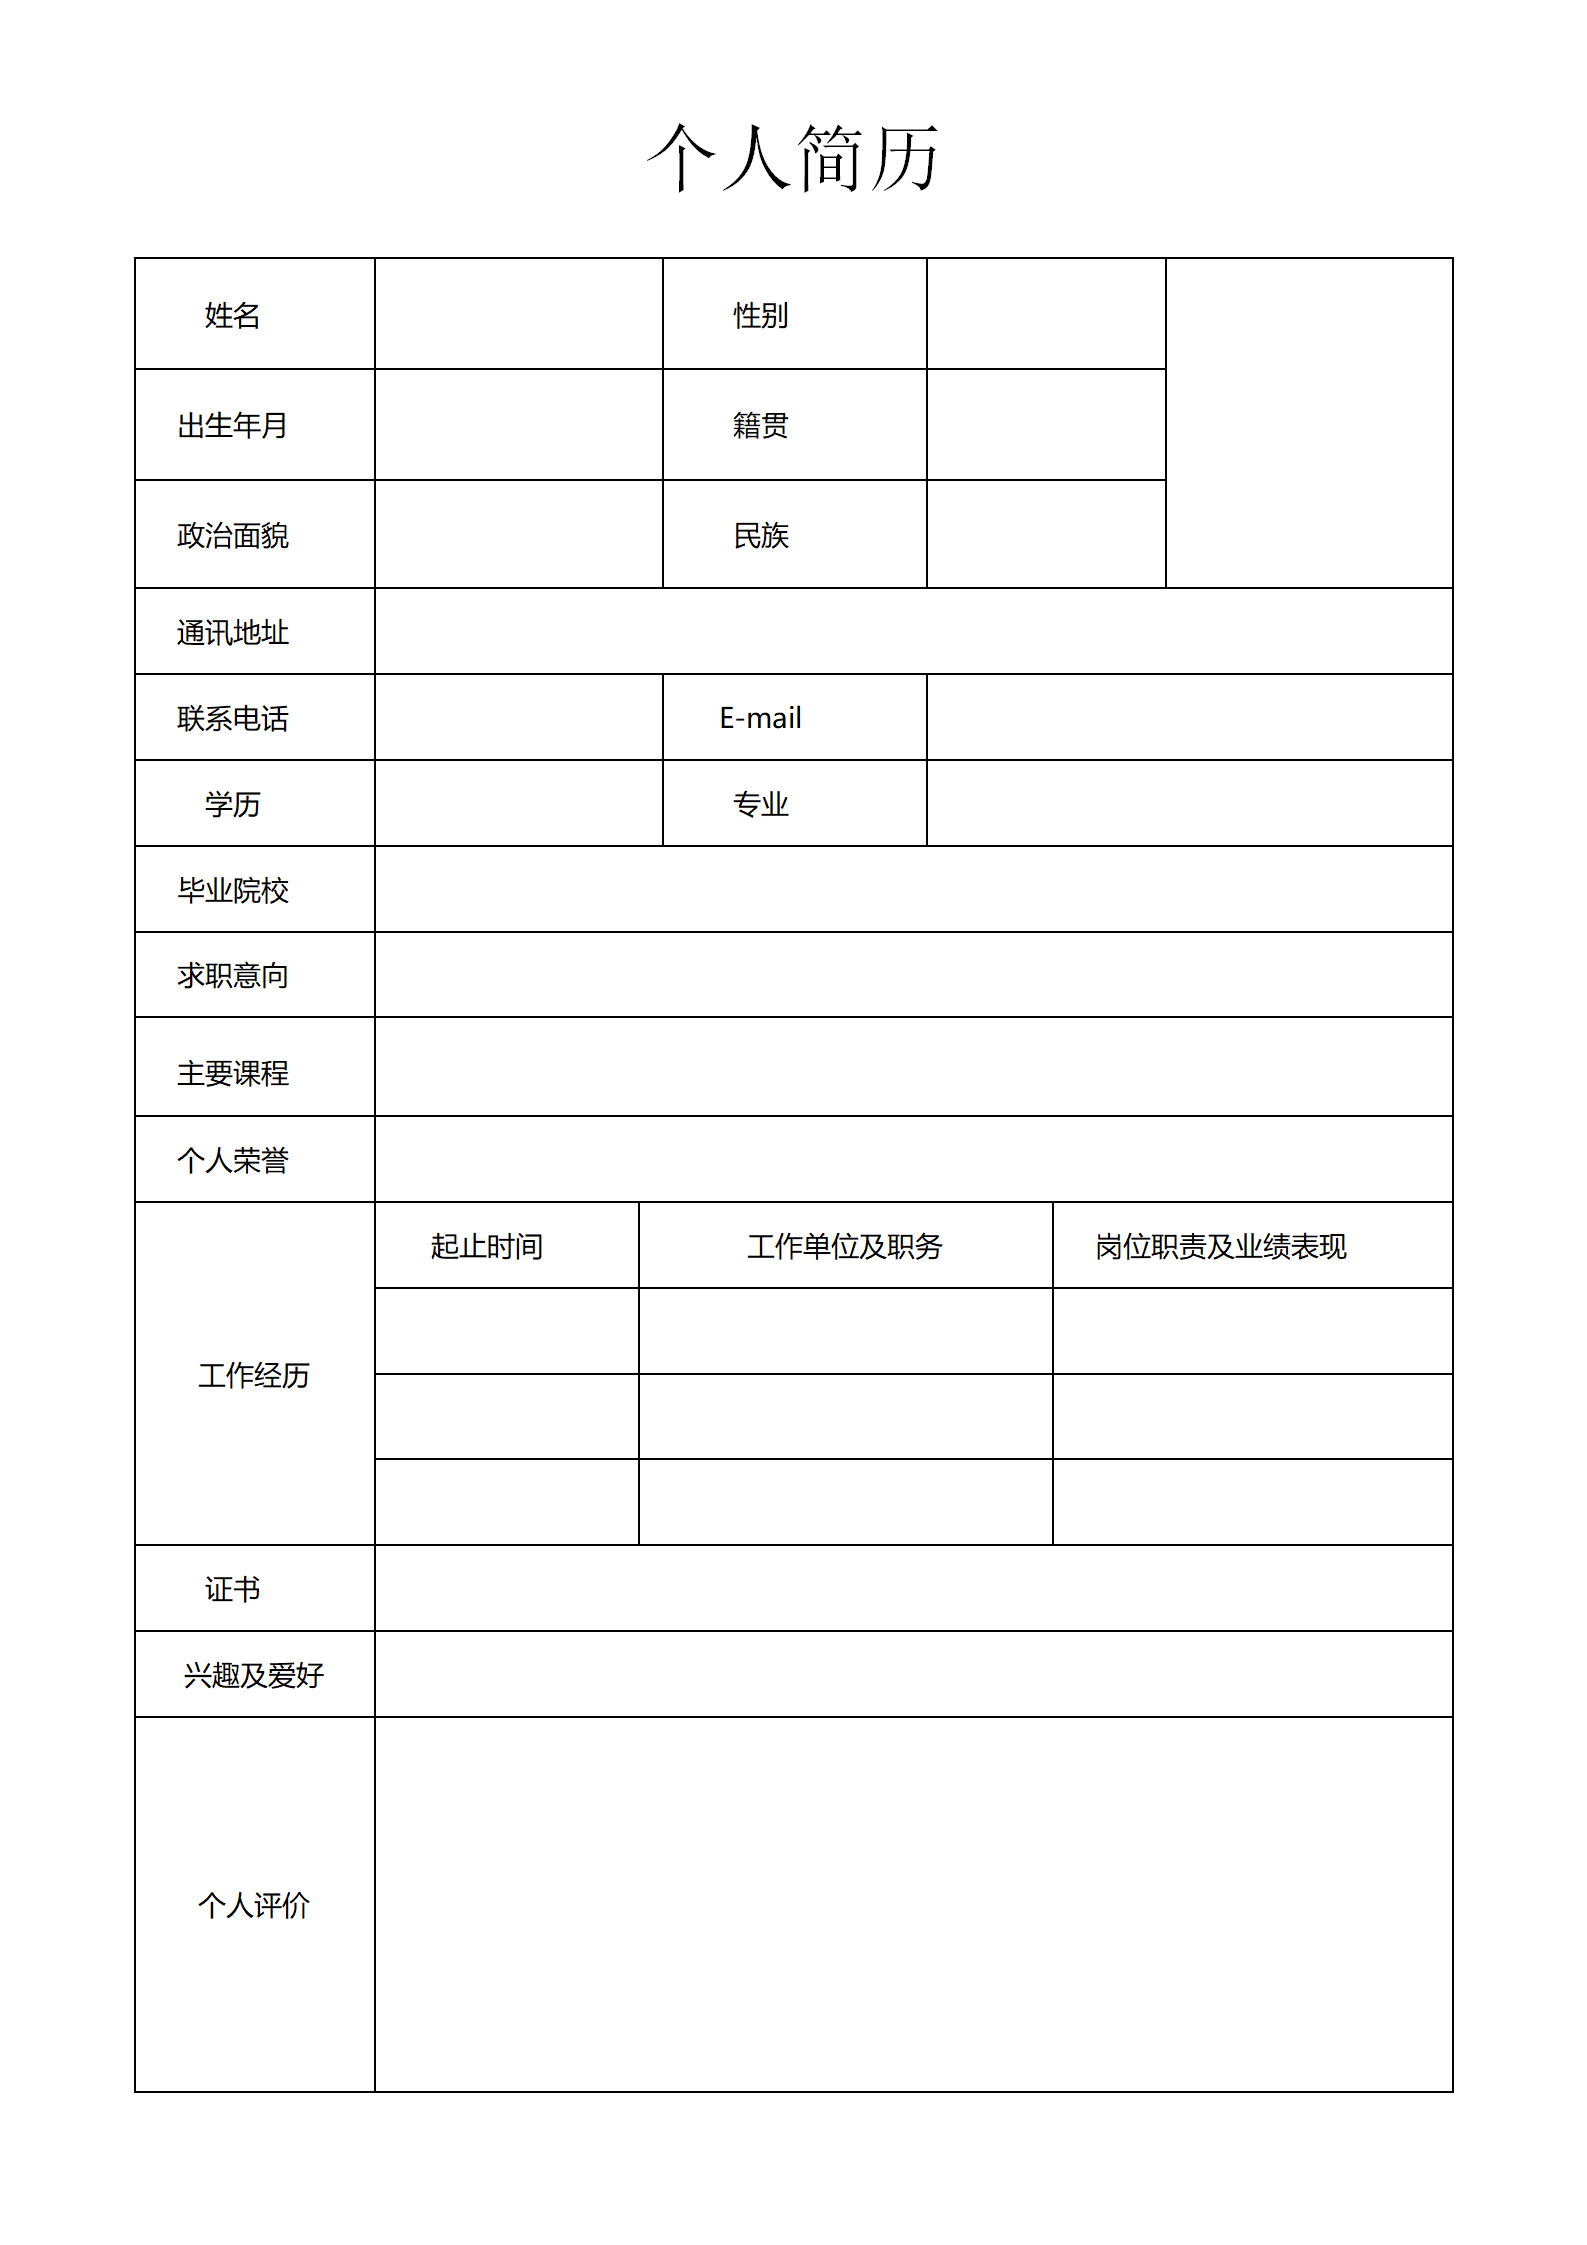 个人简历
姓名 性别
出生年月 籍贯
政治面貌 民族
通讯地址
联系电话 E-mail
学历 专业
毕业院校
求职意向
主要课程
个人荣誉
起止时间 工作单位及职务 岗位职责及业绩表现
工作经历
证书
兴趣及爱好
个人评价